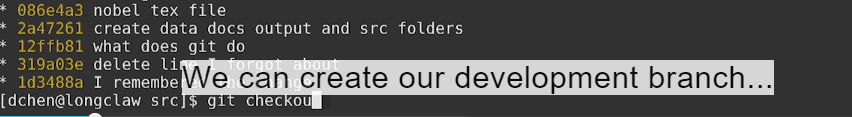 * 086e4a3 nobel tex file
* 2a47261 create data docs output and src folders
* 12ffb81 what does git do
* 319a03e delete line I forgot about
* 1d3488a I remember
We can create our development branch...
[dchen@longclaw src]$ git checkou